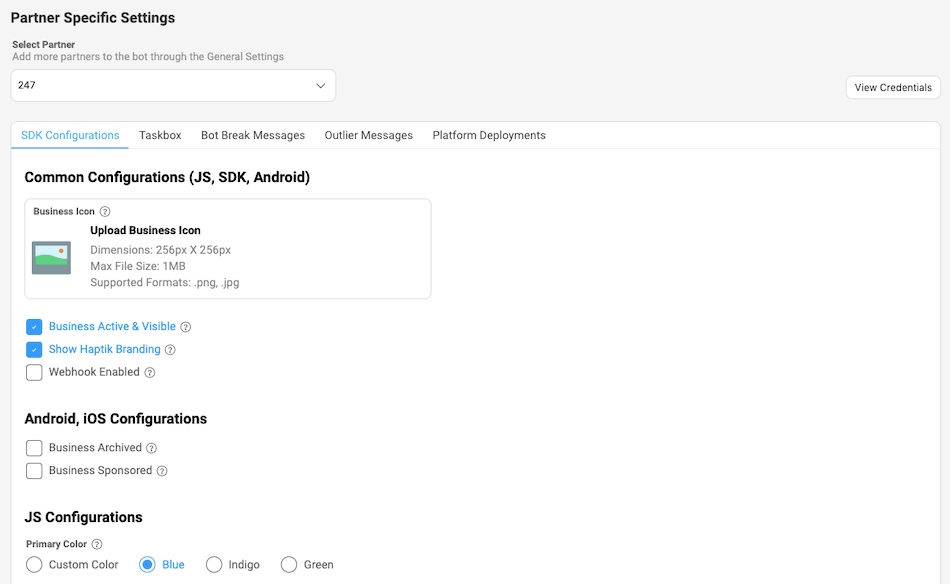 Partner Specific Settings
Select Partner
Add more partners to the bot through the General Settings
247
View Credentials
SDK Configurations Taskbox Bot Break Messages Outlier Messages Platform Deployments
Common Configurations (JS, SDK, Android)
Business Icon ?
Upload Business Icon
Dimensions: 256px X 256px
Max File Size: 1MB
Supported Formats: .png, .jpg
Business Active & Visible ?
Show Haptik Branding ?
Webhook Enabled ?
Android, iOS Configurations
Business Archived ?
Business Sponsored ?
JS Configurations
Primary Color ?
Custom Color Blue Indigo Green